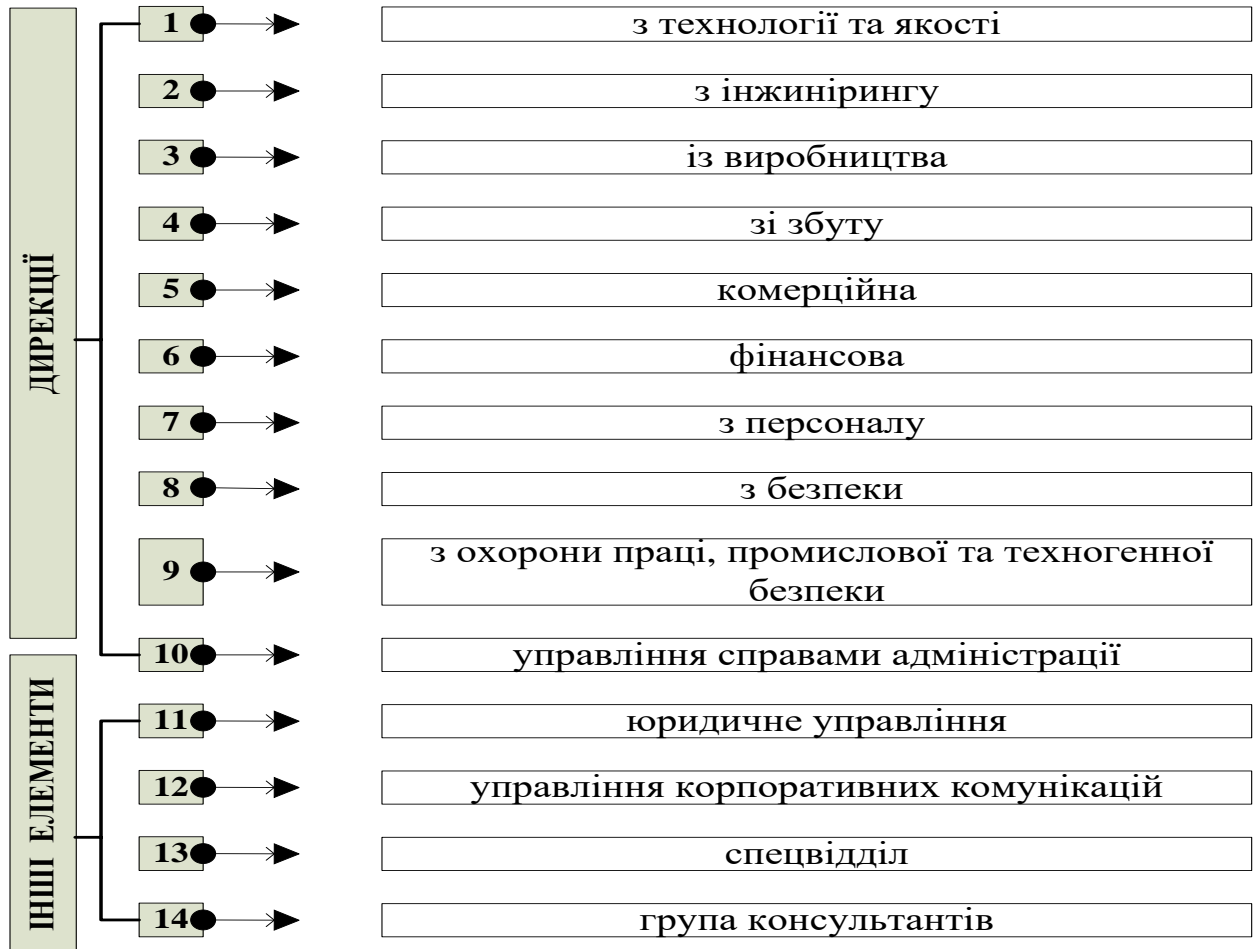 ДИРЕКЦІЇ
1 з технології та якості
2 з інжинірингу
3 із виробництва
4 зі збуту
5 комерційна
6 фінансова
7 з персоналу
8 з безпеки
9 з охорони праці, промислової та техногенної
безпеки
10 управління справами адміністрації
ІНШІ ЕЛЕМЕНТИ
11 юридичне управління
12 управління корпоративних комунікацій
13 спецвідділ
14 група консультантів